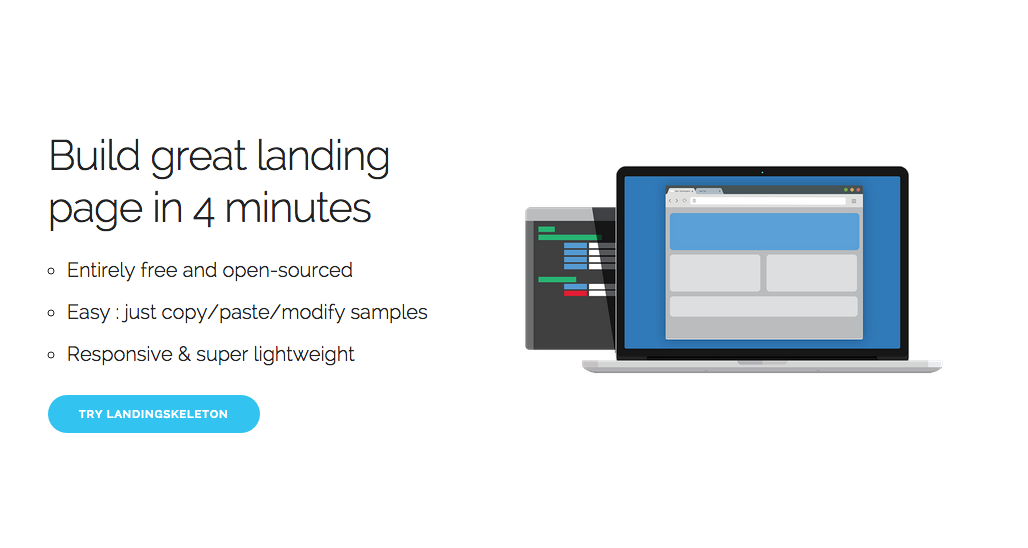 Build great landing
page in 4 minutes
Entirely free and open-sourced
Easy : just copy/paste/modify samples
Responsive & super lightweight
TRY LANDINGSKELETON